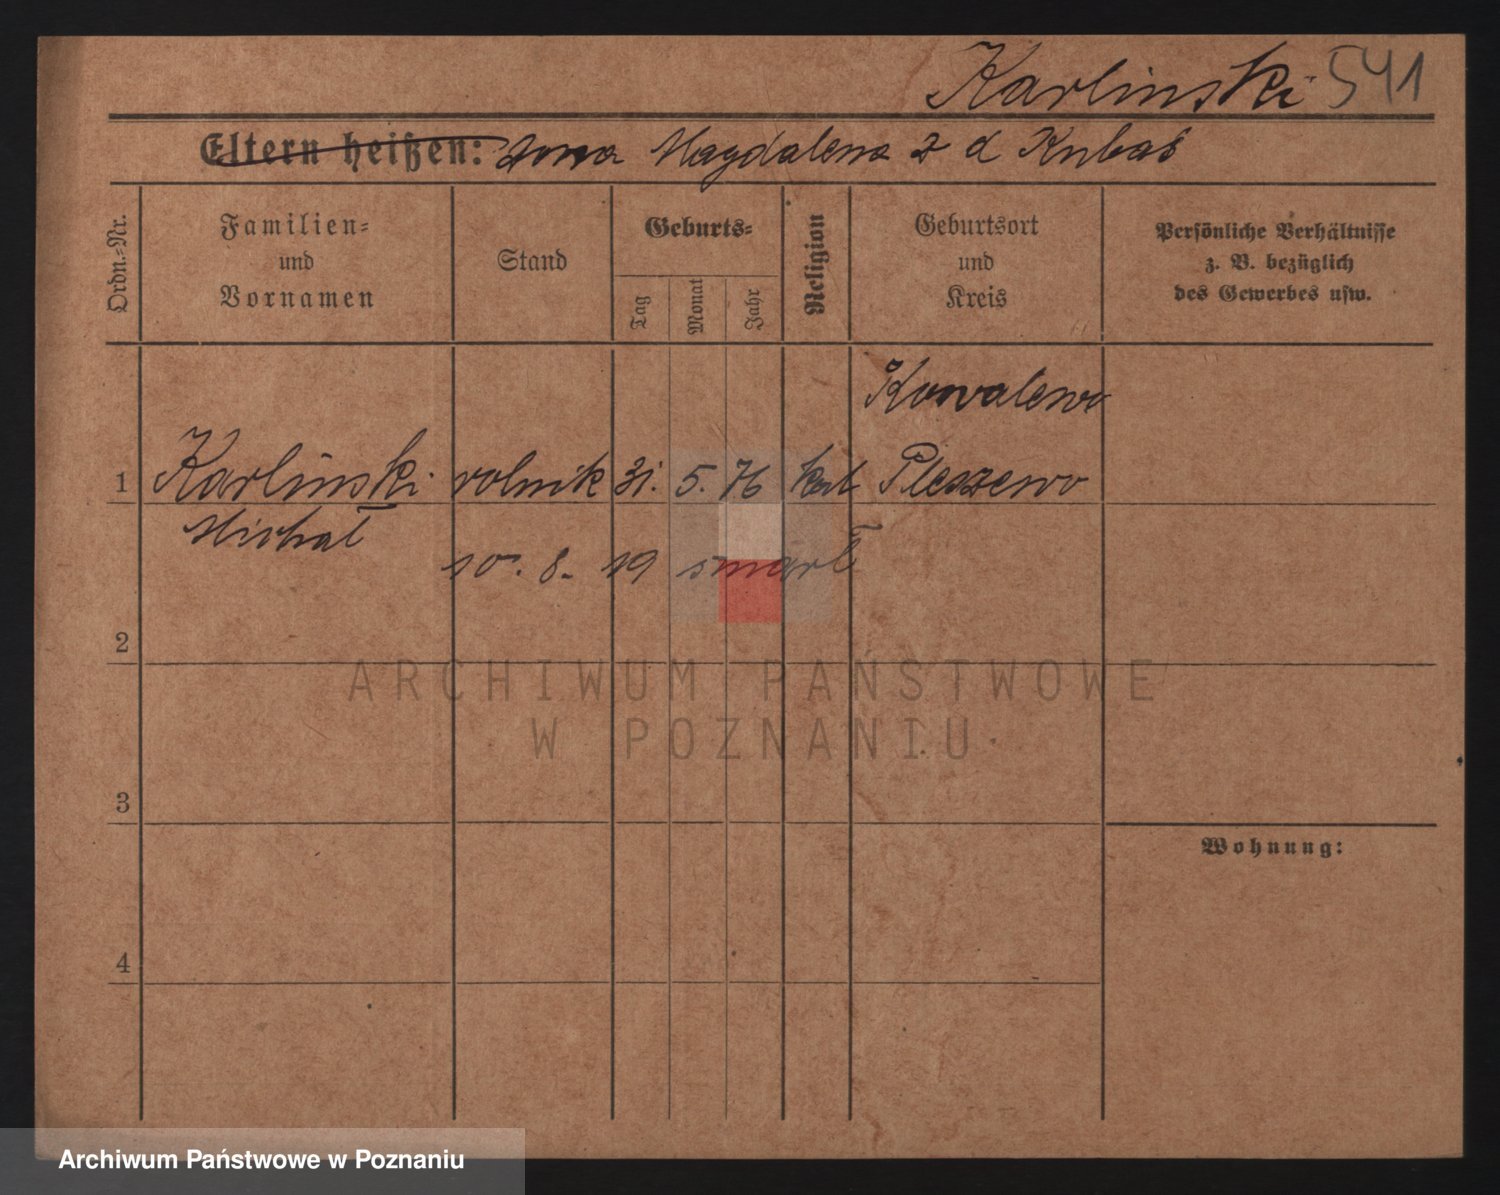 Karlinski 541
Eltern heißen: żona Magdalena z d Kubaś
Ordn.=Nr.
Familien=
und
Vornamen
Stand
Geburts=
Tag
Monat
Jahr
Religion
Geburtsort
und
Kreis
Persönliche Verhältnisse
z. B. bezüglich
des Gewerbes usw.
Kowalewo
1 Karlinski rolnik 31. 5. 76 kat Pleszewo
Michał
10. 8. 19 zmarł
2
ARCHIWUM PAŃSTWOWE
W POZNANIU
3
Wohnung:
4
Archiwum Państwowe w Poznaniu